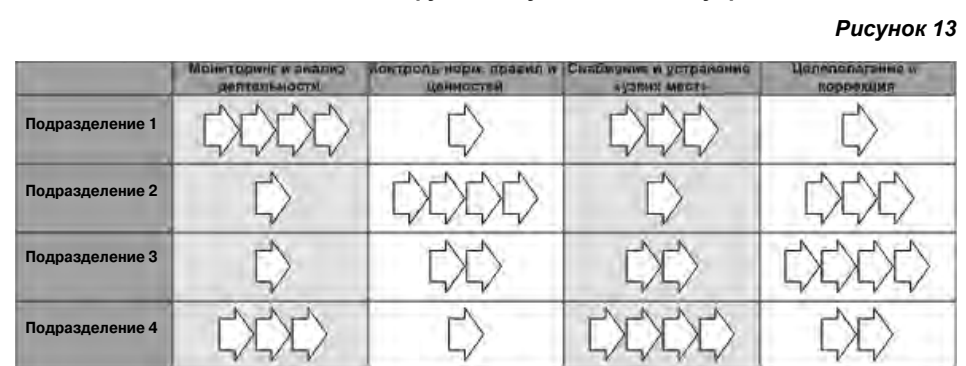 Рисунок 13
Мониторинг и анализ
деятельности
Контроль норм, правил и
ценностей
Снабжение и устранение
«узких мест»
Целеполагание и
коррекция
Подразделение 1
Подразделение 2
Подразделение 3
Подразделение 4